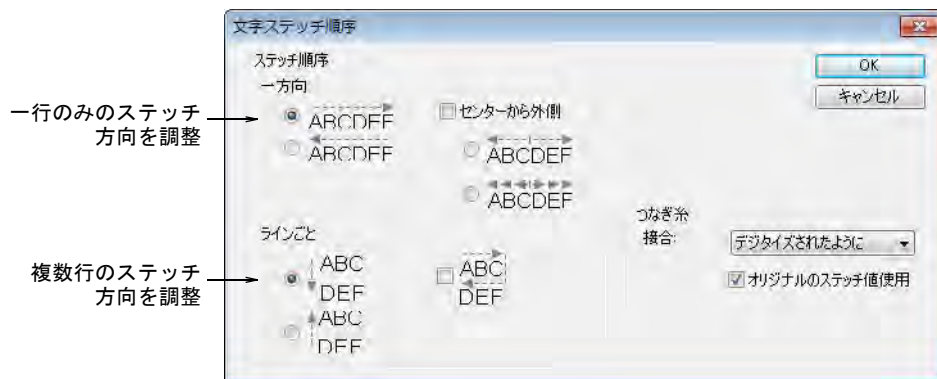 文字ステッチ順序
ステッチ順序
一方向
一行のみのステッチ
方向を調整
ABCDEF
ABCDEF
センターから外側
ABCDEF
ABCDEF
OK
キャンセル
ラインごと
複数行のステッチ
方向を調整
ABC
DEF
ABC
DEF
ABC
DEF
つなぎ糸
接合:
デジタイズされたように
オリジナルのステッチ値使用